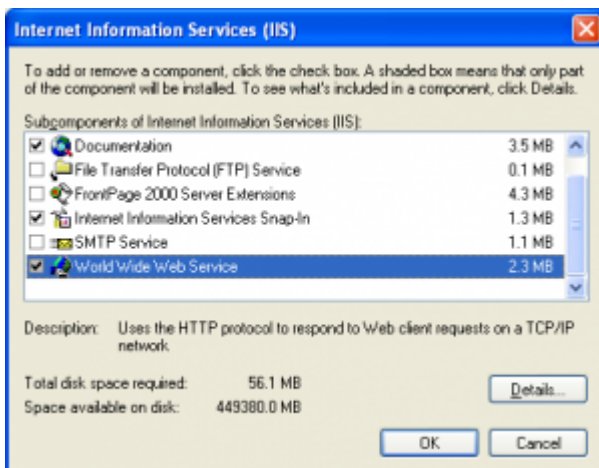 Internet Information Services (IIS)
To add or remove a component, click the check box. A shaded box means that only part
of the component will be installed. To see what's included in a component, click Details.
Subcomponents of Internet Information Services (IIS):
Documentation 3.5 MB
File Transfer Protocol (FTP) Service 0.1 MB
FrontPage 2000 Server Extensions 4.3 MB
Internet Information Services Snap-In 1.3 MB
SMTP Service 1.1 MB
World Wide Web Service 2.3 MB
Description: Uses the HTTP protocol to respond to Web client requests on a TCP/IP
network
Total disk space required: 56.1 MB
Space available on disk: 449380.0 MB
Details...
OK Cancel